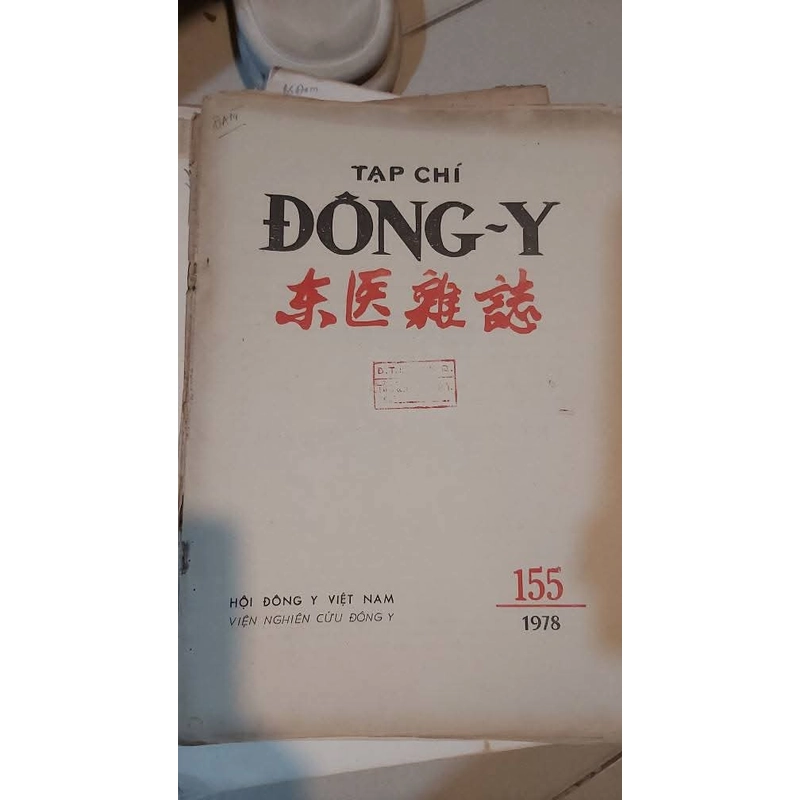 TẠP CHÍ
ĐÔNG-Y
东医雜誌
B.T.
HỘI ĐÔNG Y VIỆT NAM
VIỆN NGHIÊN CỨU ĐÔNG Y
155
1978